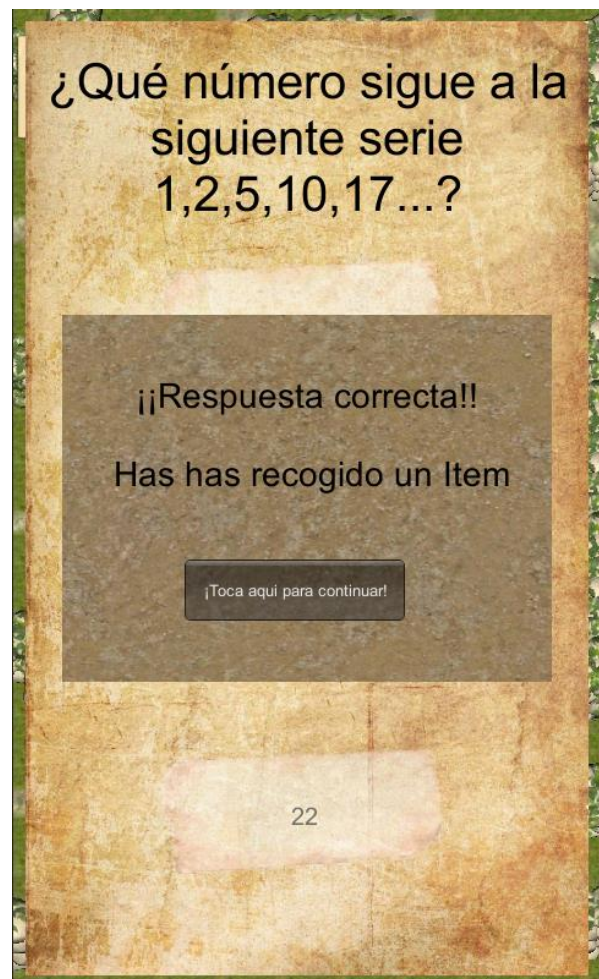 ¿Qué número sigue a la
siguiente serie
1,2,5,10,17...?
¡¡Respuesta correcta!!
Has has recogido un Item
¡Toca aqui para continuar!
22